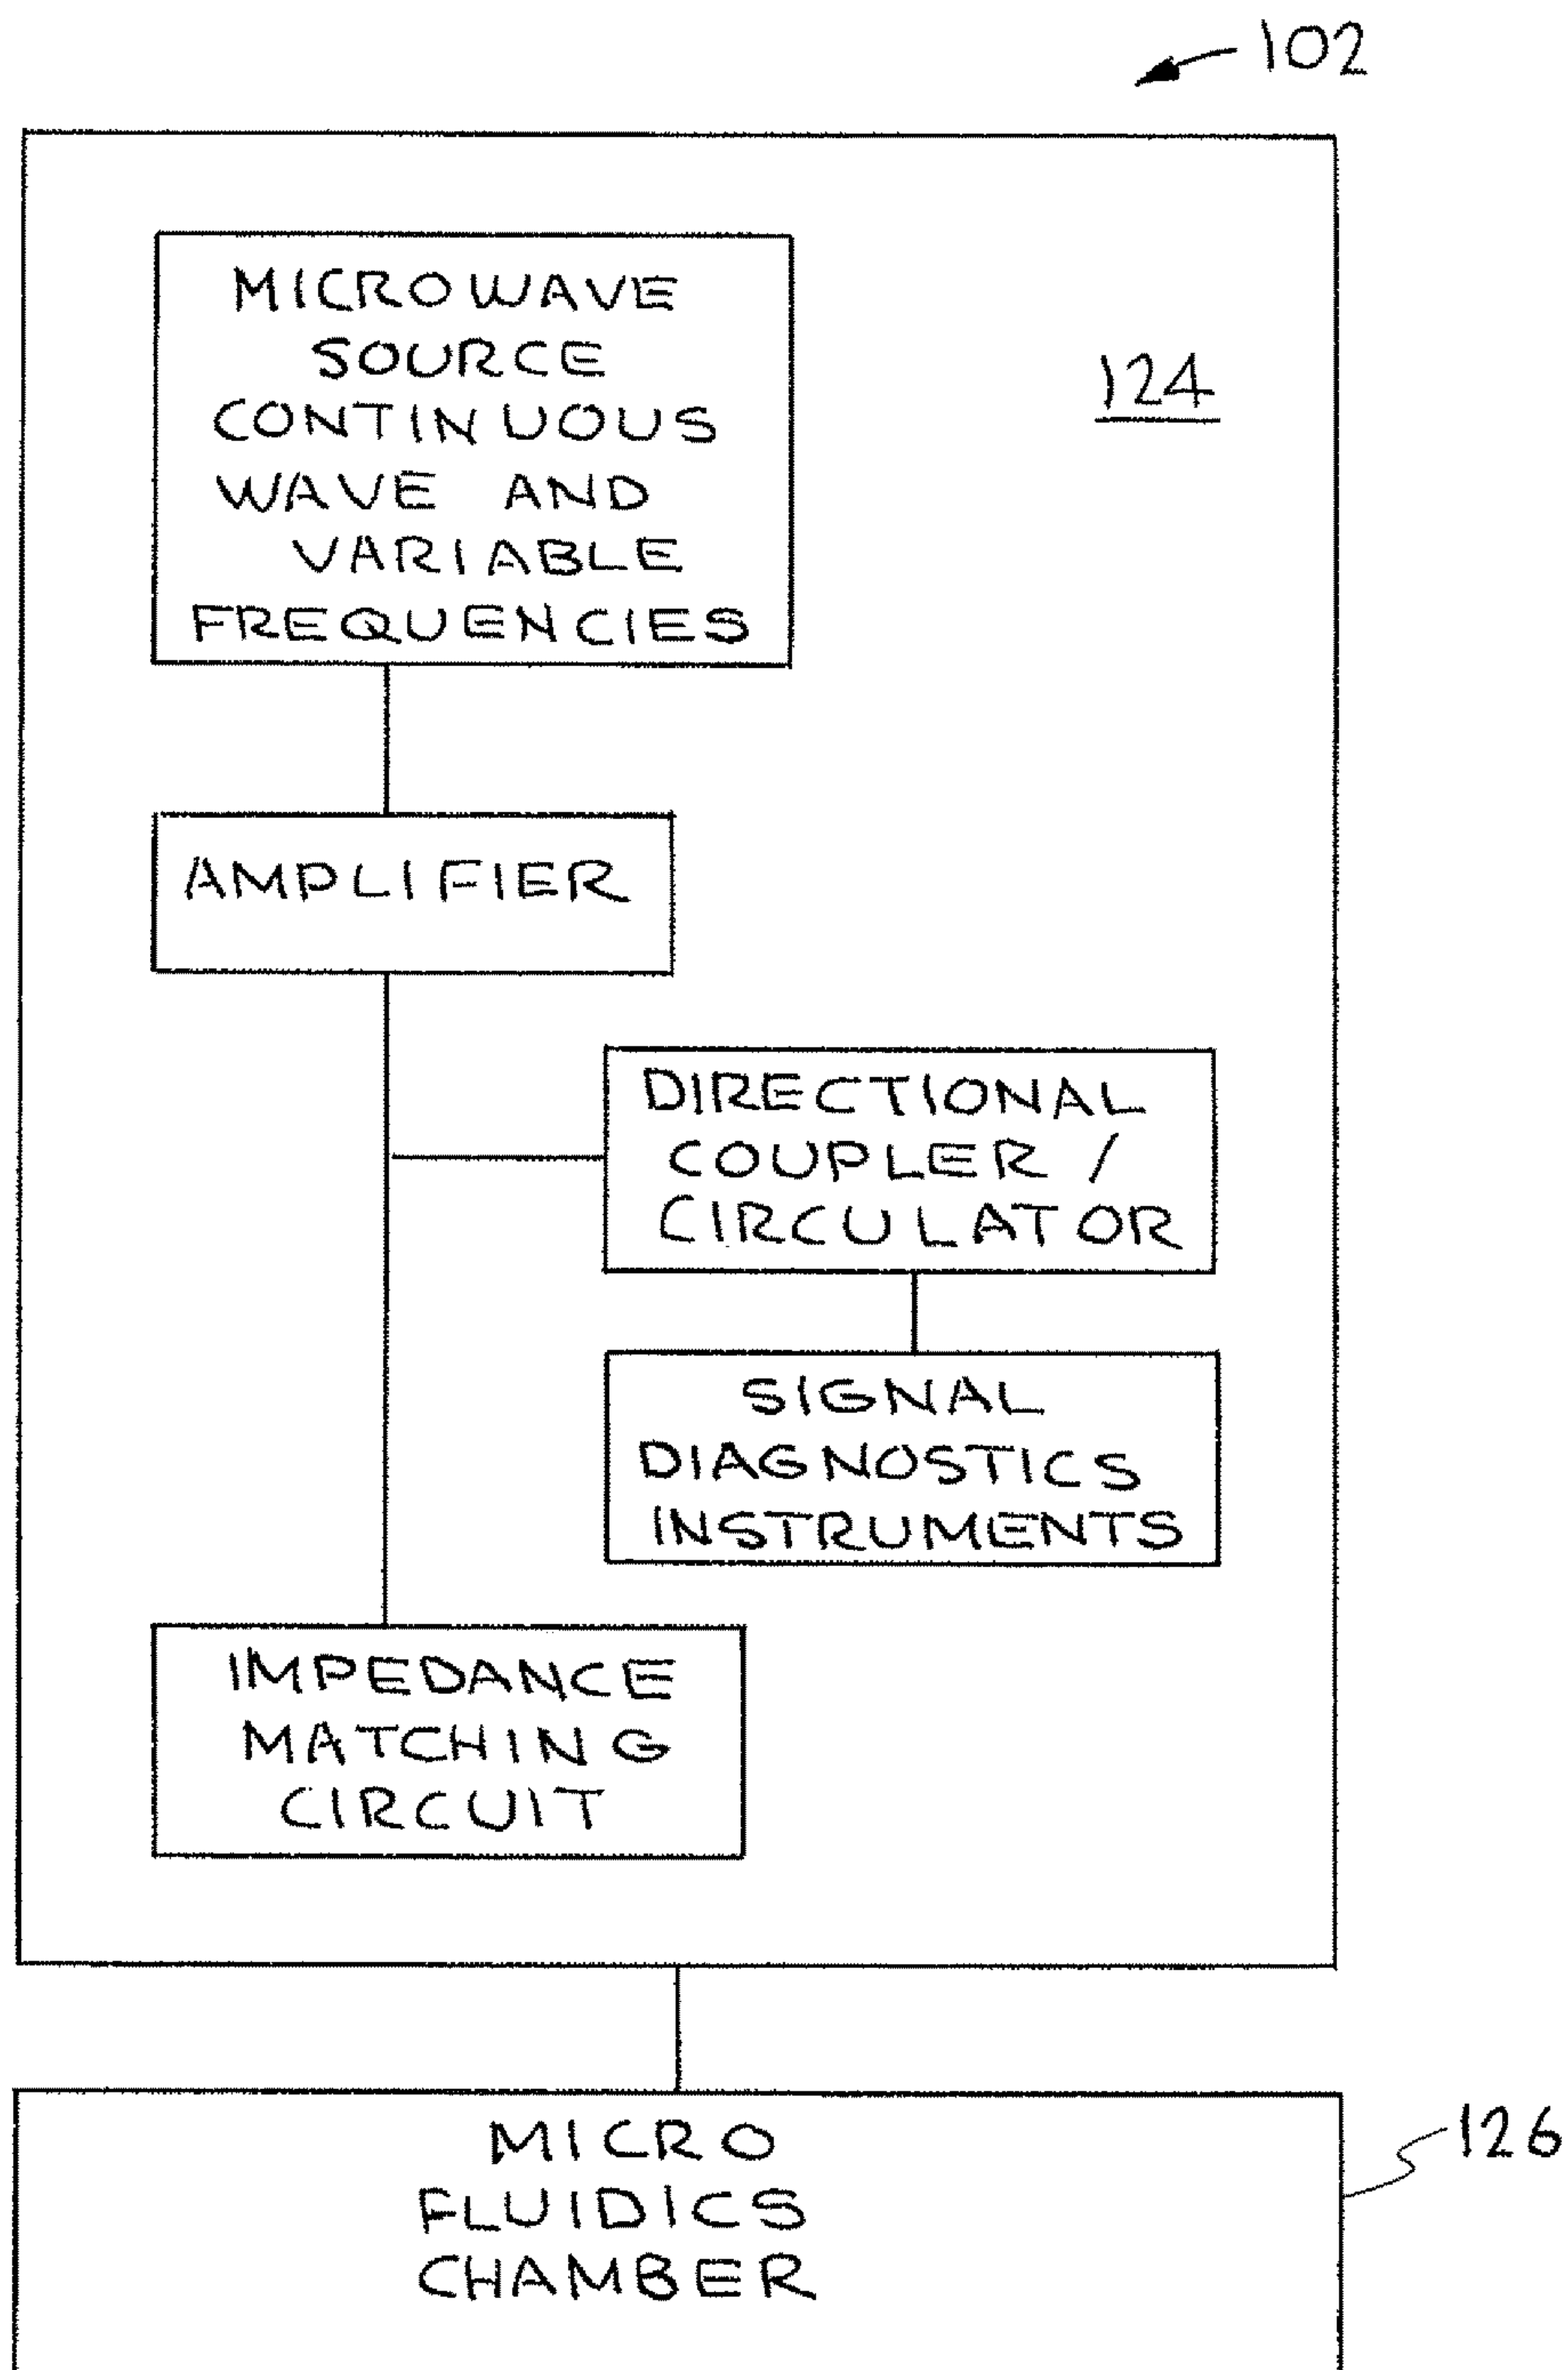 102
MICROWAVE
SOURCE
CONTINUOUS
WAVE AND
VARIABLE
FREQUENCIES
124
AMPLIFIER
DIRECTIONAL
COUPLER /
CIRCULATOR
SIGNAL
DIAGNOSTICS
INSTRUMENTS
IMPEDANCE
MATCHING
CIRCUIT
MICRO
FLUIDICS
CHAMBER
126